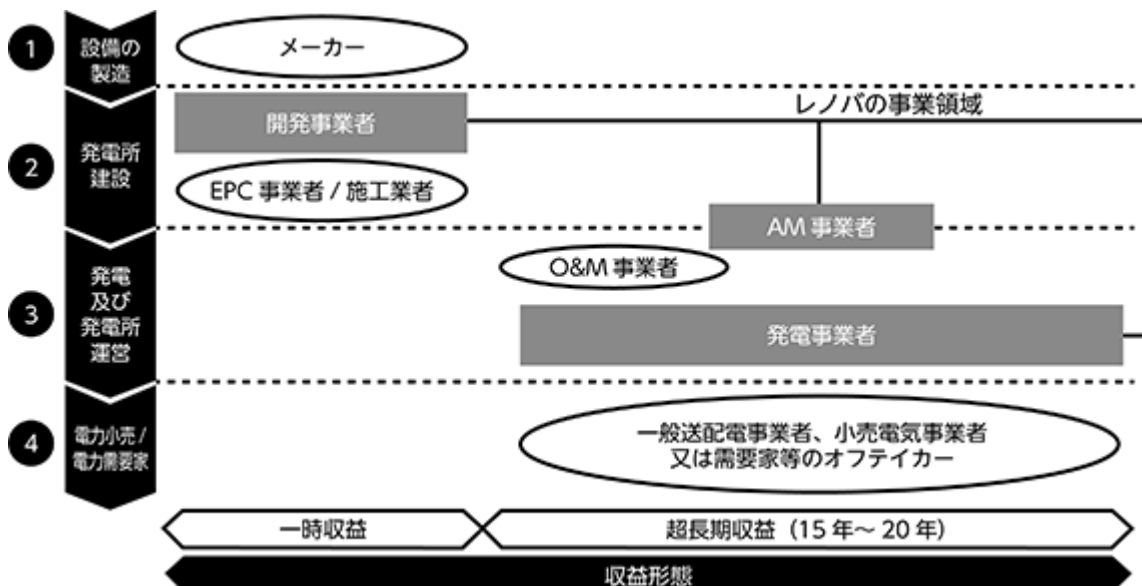 1
設備の
製造
メーカー
2
発電所
建設
開発事業者
レノバの事業領域
EPC 事業者 / 施工業者
AM 事業者
3
発電
及び
発電所
運営
O&M 事業者
発電事業者
4
電力小売 /
電力需要家
一般送配電事業者、小売電気事業者
又は需要家等のオフテイカー
一時収益
超長期収益（15 年～ 20 年）
収益形態